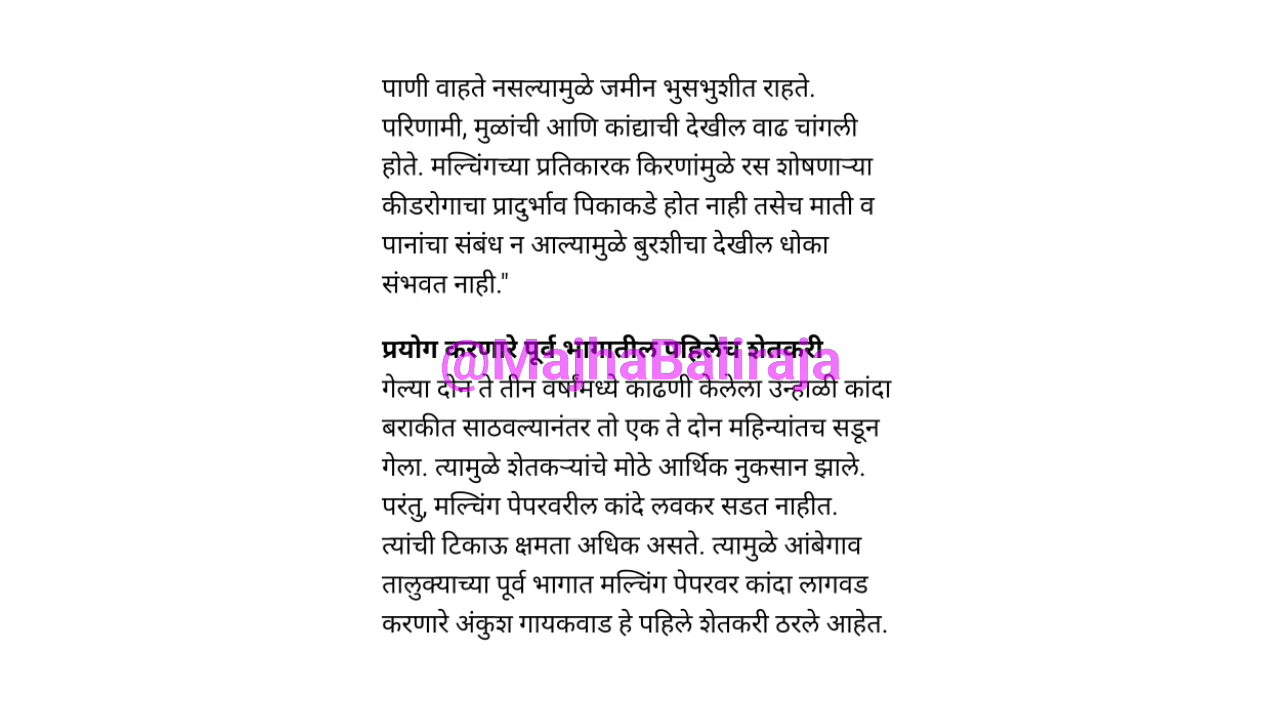 पाणी वाहते नसल्यामुळे जमीन भुसभुशीत राहते.
परिणामी, मुळांची आणि कांद्याची देखील वाढ चांगली
होते. मल्चिंगच्या प्रतिकारक किरणांमुळे रस शोषणाऱ्या
कीडरोगाचा प्रादुर्भाव पिकाकडे होत नाही तसेच माती व
पानांचा संबंध न आल्यामुळे बुरशीचा देखील धोका
संभवत नाही."
प्रयोग करणारे पूर्व भागातील पहिलेच शेतकरी
@MajhaBaliraja
गेल्या दोन ते तीन वर्षांमध्ये काढणी केलेला उन्हाळी कांदा
बराकीत साठवल्यानंतर तो एक ते दोन महिन्यांतच सडून
गेला. त्यामुळे शेतकऱ्यांचे मोठे आर्थिक नुकसान झाले.
परंतु, मल्चिंग पेपरवरील कांदे लवकर सडत नाहीत.
त्यांची टिकाऊ क्षमता अधिक असते. त्यामुळे आंबेगाव
तालुक्याच्या पूर्व भागात मल्चिंग पेपरवर कांदा लागवड
करणारे अंकुश गायकवाड हे पहिले शेतकरी ठरले आहेत.